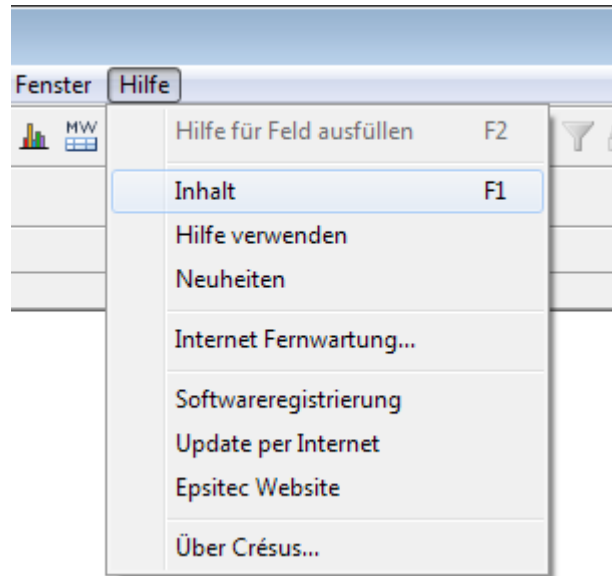 Fenster Hilfe
MW
Hilfe für Feld ausfüllen F2
Inhalt F1
Hilfe verwenden
Neuheiten
Internet Fernwartung...
Softwareregistrierung
Update per Internet
Epsitec Website
Über Crésus...